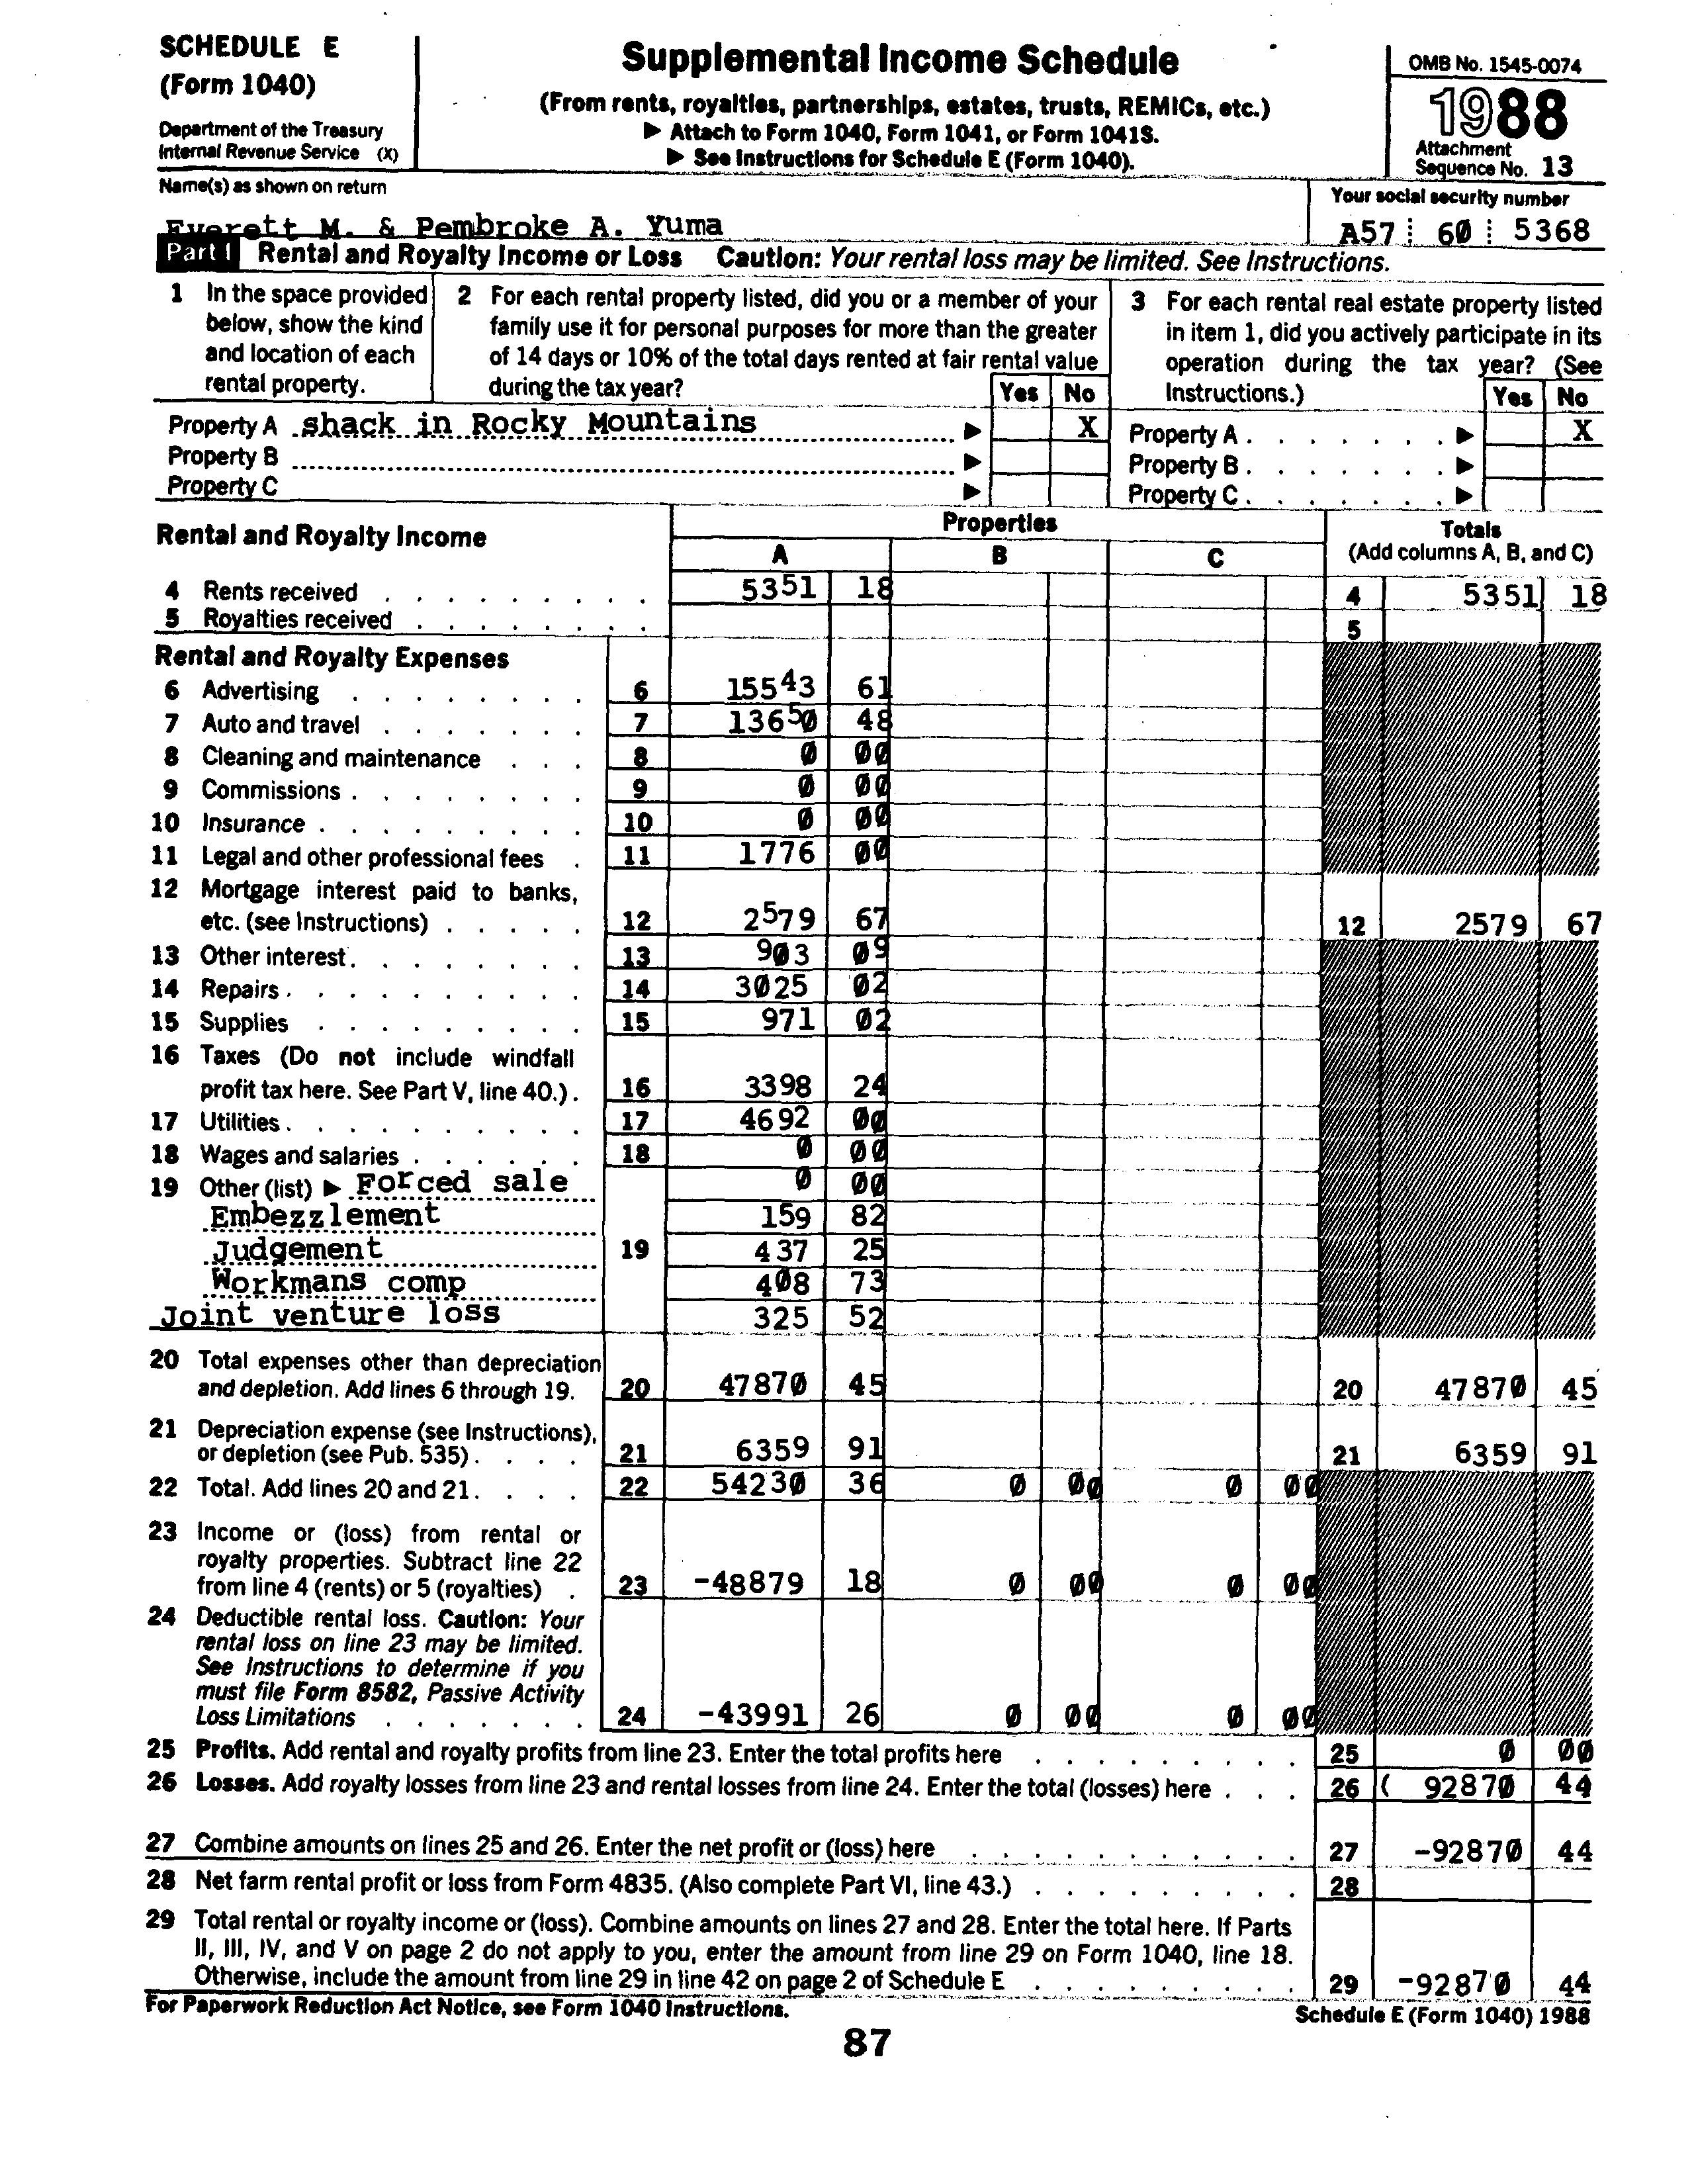 SCHEDULE E
(Form 1040)
Department of the Treasury
Internal Revenue Service (X)
Supplemental Income Schedule
(From rents, royalties, partnerships, estates, trusts, REMICs, etc.)
▶ Attach to Form 1040, Form 1041, or Form 1041S.
▶ See Instructions for Schedule E (Form 1040).
OMB No. 1545-0074
1988
Attachment
Sequence No. 13
Name(s) as shown on return
Everett M. & Pembroke A. Yuma
Your social security number
A57 60 5368
Part I Rental and Royalty Income or Loss Caution: Your rental loss may be limited. See Instructions.
1 In the space provided
below, show the kind
and location of each
rental property.
2 For each rental property listed, did you or a member of your
family use it for personal purposes for more than the greater
of 14 days or 10% of the total days rented at fair rental value
during the tax year?
Yes No
3 For each rental real estate property listed
in item 1, did you actively participate in its
operation during the tax year? (See
Instructions.)
Yes No
Property A shack in Rocky Mountains ▶ X
Property B ▶
Property C ▶
Property A . . . . . . . ▶ X
Property B . . . . . . . ▶
Property C . . . . . . . ▶
Rental and Royalty Income
Properties
A B C
Totals
(Add columns A, B, and C)
4 Rents received . . . . . . . . . 5351 18 4 5351 18
5 Royalties received . . . . . . . . 5
Rental and Royalty Expenses
6 Advertising . . . . . . . . 6 15543 61
7 Auto and travel . . . . . . . 7 13650 48
8 Cleaning and maintenance . . . 8 0 00
9 Commissions . . . . . . . . 9 0 00
10 Insurance . . . . . . . . . 10 0 00
11 Legal and other professional fees . 11 1776 00
12 Mortgage interest paid to banks,
etc. (see Instructions) . . . . . 12 2579 67 12 2579 67
13 Other interest . . . . . . . . 13 903 09
14 Repairs . . . . . . . . . . 14 3025 02
15 Supplies . . . . . . . . . 15 971 02
16 Taxes (Do not include windfall
profit tax here. See Part V, line 40.) . 16 3398 24
17 Utilities . . . . . . . . . . 17 4692 00
18 Wages and salaries . . . . . . 18 0 00
19 Other (list) ▶ Forced sale 0 00
Embezzlement 159 82
Judgement 19 437 25
Workmans comp 408 73
Joint venture loss 325 52
20 Total expenses other than depreciation
and depletion. Add lines 6 through 19. 20 47870 45 20 47870 45
21 Depreciation expense (see Instructions),
or depletion (see Pub. 535) . . . . 21 6359 91 21 6359 91
22 Total. Add lines 20 and 21 . . . . 22 54230 36 0 00 0 00
23 Income or (loss) from rental or
royalty properties. Subtract line 22
from line 4 (rents) or 5 (royalties) . 23 -48879 18 0 00 0 00
24 Deductible rental loss. Caution: Your
rental loss on line 23 may be limited.
See Instructions to determine if you
must file Form 8582, Passive Activity
Loss Limitations . . . . . . . 24 -43991 26 0 00 0 00
25 Profits. Add rental and royalty profits from line 23. Enter the total profits here . . . . . . . . . 25 0 00
26 Losses. Add royalty losses from line 23 and rental losses from line 24. Enter the total (losses) here . . . 26 ( 92870 44
27 Combine amounts on lines 25 and 26. Enter the net profit or (loss) here . . . . . . . . . . . 27 -92870 44
28 Net farm rental profit or loss from Form 4835. (Also complete Part VI, line 43.) . . . . . . . . . 28
29 Total rental or royalty income or (loss). Combine amounts on lines 27 and 28. Enter the total here. If Parts
II, III, IV, and V on page 2 do not apply to you, enter the amount from line 29 on Form 1040, line 18.
Otherwise, include the amount from line 29 in line 42 on page 2 of Schedule E . . . . . . . . . 29 -92870 44
For Paperwork Reduction Act Notice, see Form 1040 Instructions.
Schedule E (Form 1040) 1988
87